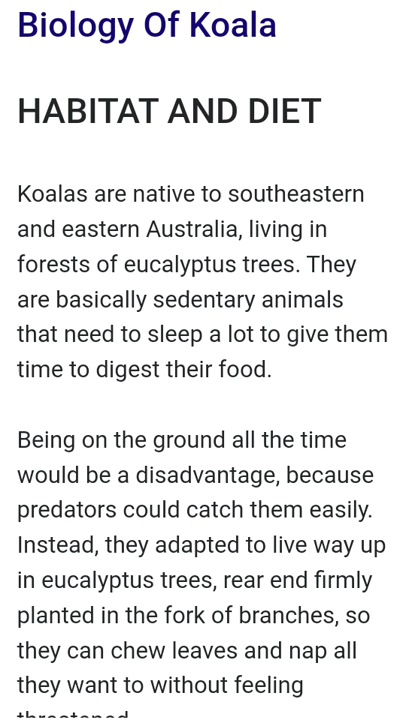 Biology Of Koala
HABITAT AND DIET
Koalas are native to southeastern
and eastern Australia, living in
forests of eucalyptus trees. They
are basically sedentary animals
that need to sleep a lot to give them
time to digest their food.
Being on the ground all the time
would be a disadvantage, because
predators could catch them easily.
Instead, they adapted to live way up
in eucalyptus trees, rear end firmly
planted in the fork of branches, so
they can chew leaves and nap all
they want to without feeling
threatened.